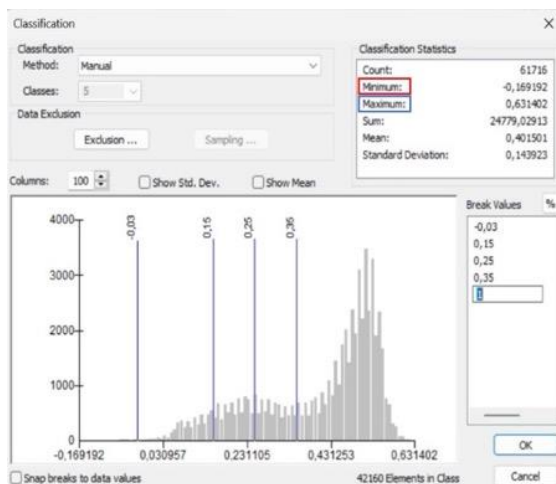 Classification
Classification
Method:
Manual
Classes:
5
Data Exclusion
Exclusion ...
Sampling ...
Classification Statistics
Count: 61716
Minimum: -0,169192
Maximum: 0,631402
Sum: 24779,02913
Mean: 0,401501
Standard Deviation: 0,143923
Columns:
100
Show Std. Dev.
Show Mean
Break Values
%
-0,03
0,15
0,25
0,35
1
-0,03
0,15
0,25
0,35
4000
3000
2000
1000
0
-0,169192
0,030957
0,231105
0,431253
0,631402
OK
Cancel
Snap breaks to data values
42160 Elements in Class